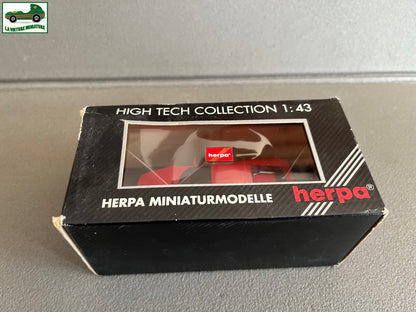 LA VOITURE MINIATURE
HIGH TECH COLLECTION 1:43
herpa®
HERPA MINIATURMODELLE
herpa®